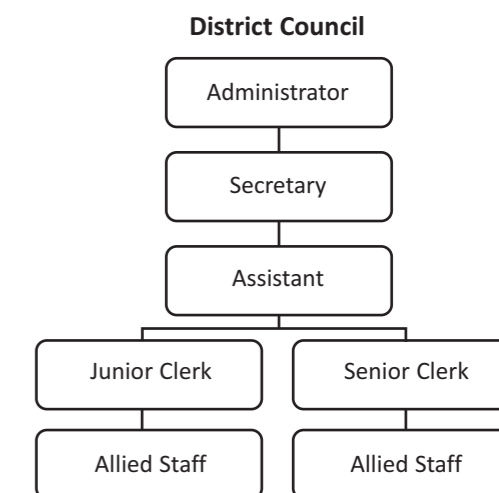 District Council
Administrator
Secretary
Assistant
Junior Clerk
Senior Clerk
Allied Staff
Allied Staff